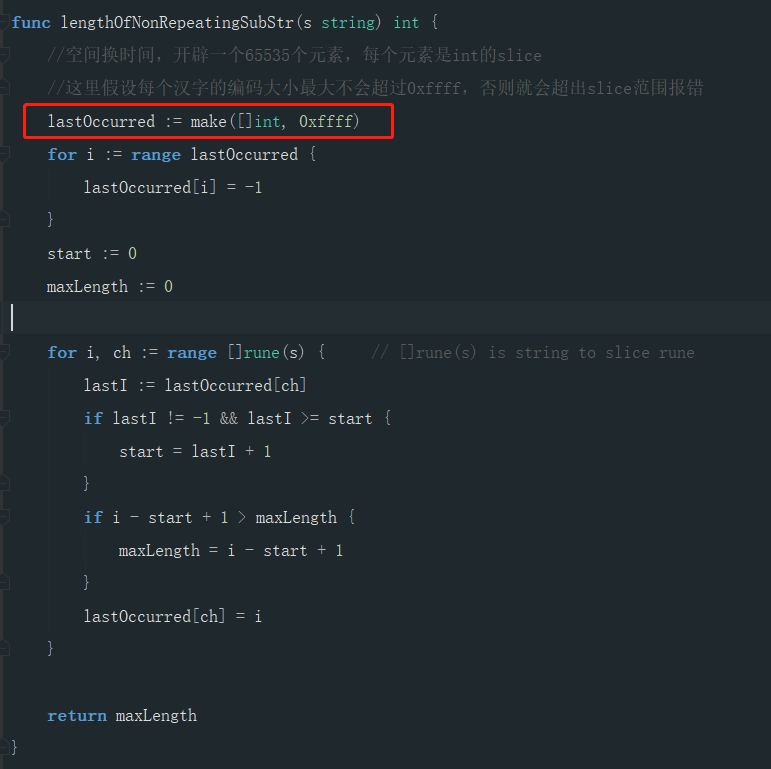 func lengthOfNonRepeatingSubStr(s string) int {
//空间换时间，开辟一个65535个元素，每个元素是int的slice
//这里假设每个汉字的编码大小最大不会超过0xffff，否则就会超出slice范围报错
lastOccurred := make([]int, 0xffff)
for i := range lastOccurred {
lastOccurred[i] = -1
}
start := 0
maxLength := 0
for i, ch := range []rune(s) {    // []rune(s) is string to slice rune
lastI := lastOccurred[ch]
if lastI != -1 && lastI >= start {
start = lastI + 1
}
if i - start + 1 > maxLength {
maxLength = i - start + 1
}
lastOccurred[ch] = i
}
return maxLength
}